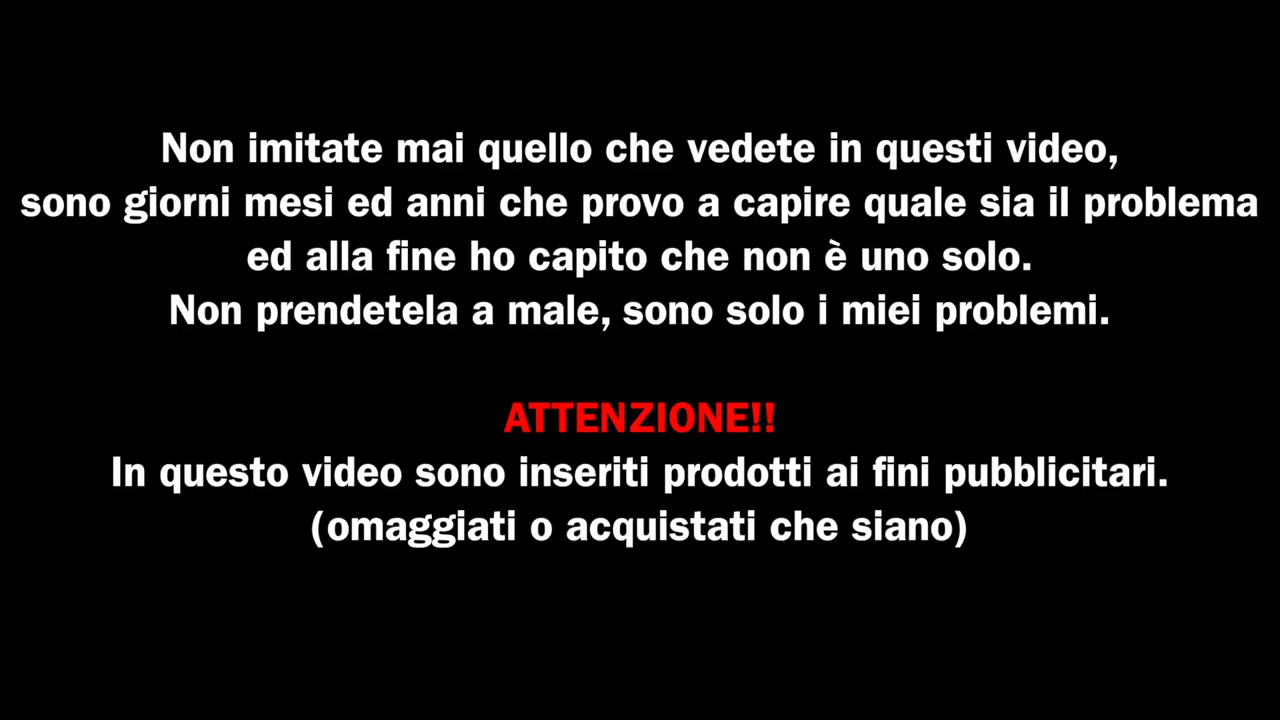 Non imitate mai quello che vedete in questi video,
sono giorni mesi ed anni che provo a capire quale sia il problema
ed alla fine ho capito che non è uno solo.
Non prendetela a male, sono solo i miei problemi.
ATTENZIONE!!
In questo video sono inseriti prodotti ai fini pubblicitari.
(omaggiati o acquistati che siano)